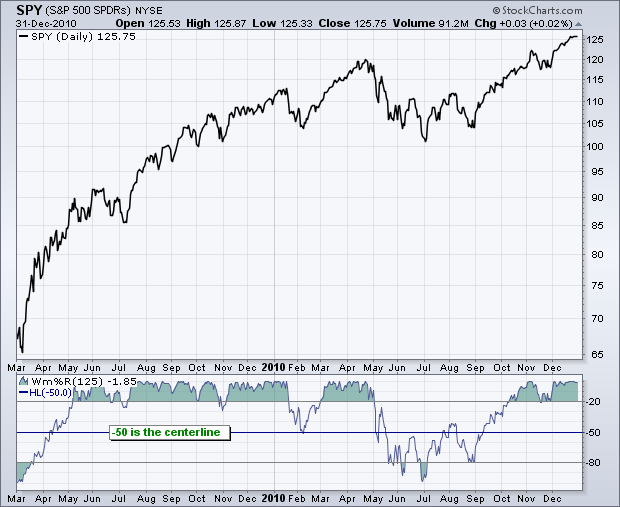 SPY (S&P 500 SPDRs) NYSE © StockCharts.com
31-Dec-2010 Open 125.53 High 125.87 Low 125.33 Close 125.75 Volume 91.2M Chg +0.03 (+0.02%)
SPY (Daily) 125.75
125
120
115
110
105
100
95
90
85
80
75
70
65
Mar Apr May Jun Jul Aug Sep Oct Nov Dec 2010 Feb Mar Apr May Jun Jul Aug Sep Oct Nov Dec
Wm%R(125) -1.85
HL(-50.0)
-20
-50 is the centerline
-50
-80
Mar Apr May Jun Jul Aug Sep Oct Nov Dec 2010 Feb Mar Apr May Jun Jul Aug Sep Oct Nov Dec